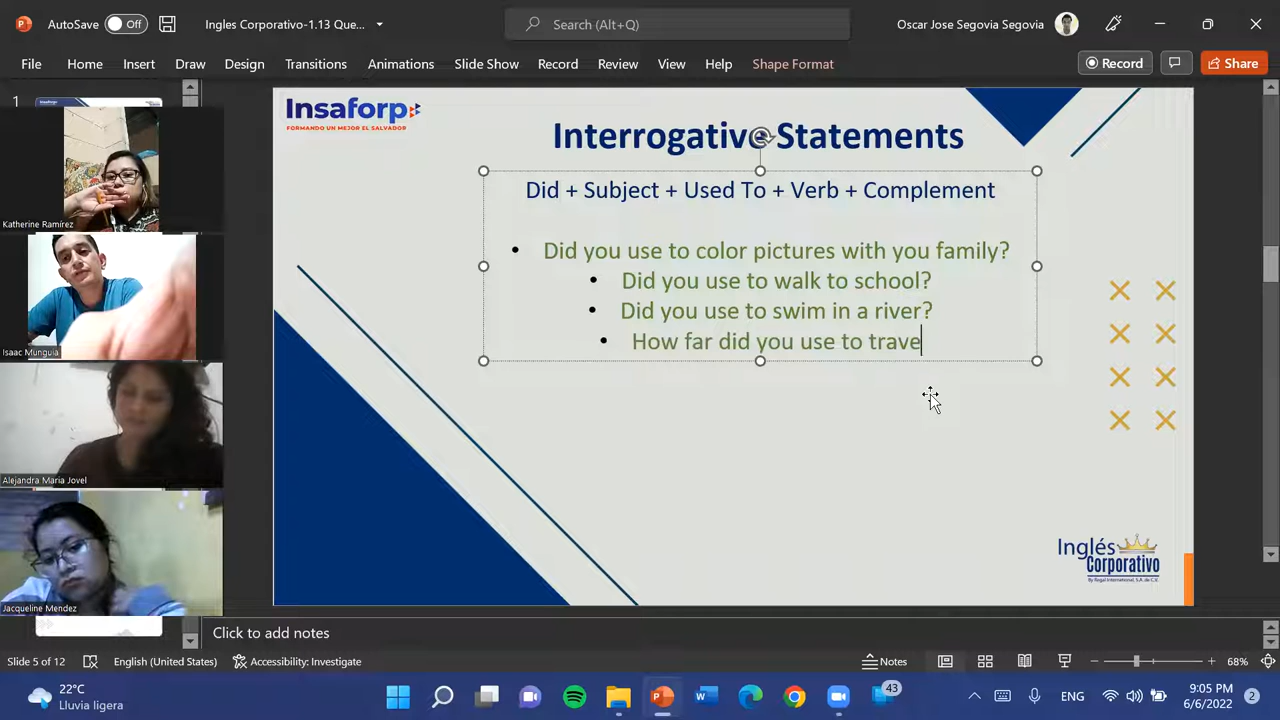 AutoSave Off Ingles Corporativo-1.13 Que... Search (Alt+Q) Oscar Jose Segovia Segovia
File Home Insert Draw Design Transitions Animations Slide Show Record Review View Help Shape Format Record Share
1
Insaforp
FORMANDO UN MEJOR EL SALVADOR
Interrogative Statements
Did + Subject + Used To + Verb + Complement
• Did you use to color pictures with you family?
• Did you use to walk to school?
• Did you use to swim in a river?
• How far did you use to trave
Katherine Ramírez
Isaac Munguia
Alejandra Maria Jovel
Jacqueline Mendez
Inglés
Corporativo
By Regal International, S.A. de C.V.
Click to add notes
Slide 5 of 12 English (United States) Accessibility: Investigate Notes 68%
22°C
Lluvia ligera
43
ENG
9:05 PM
6/6/2022
2